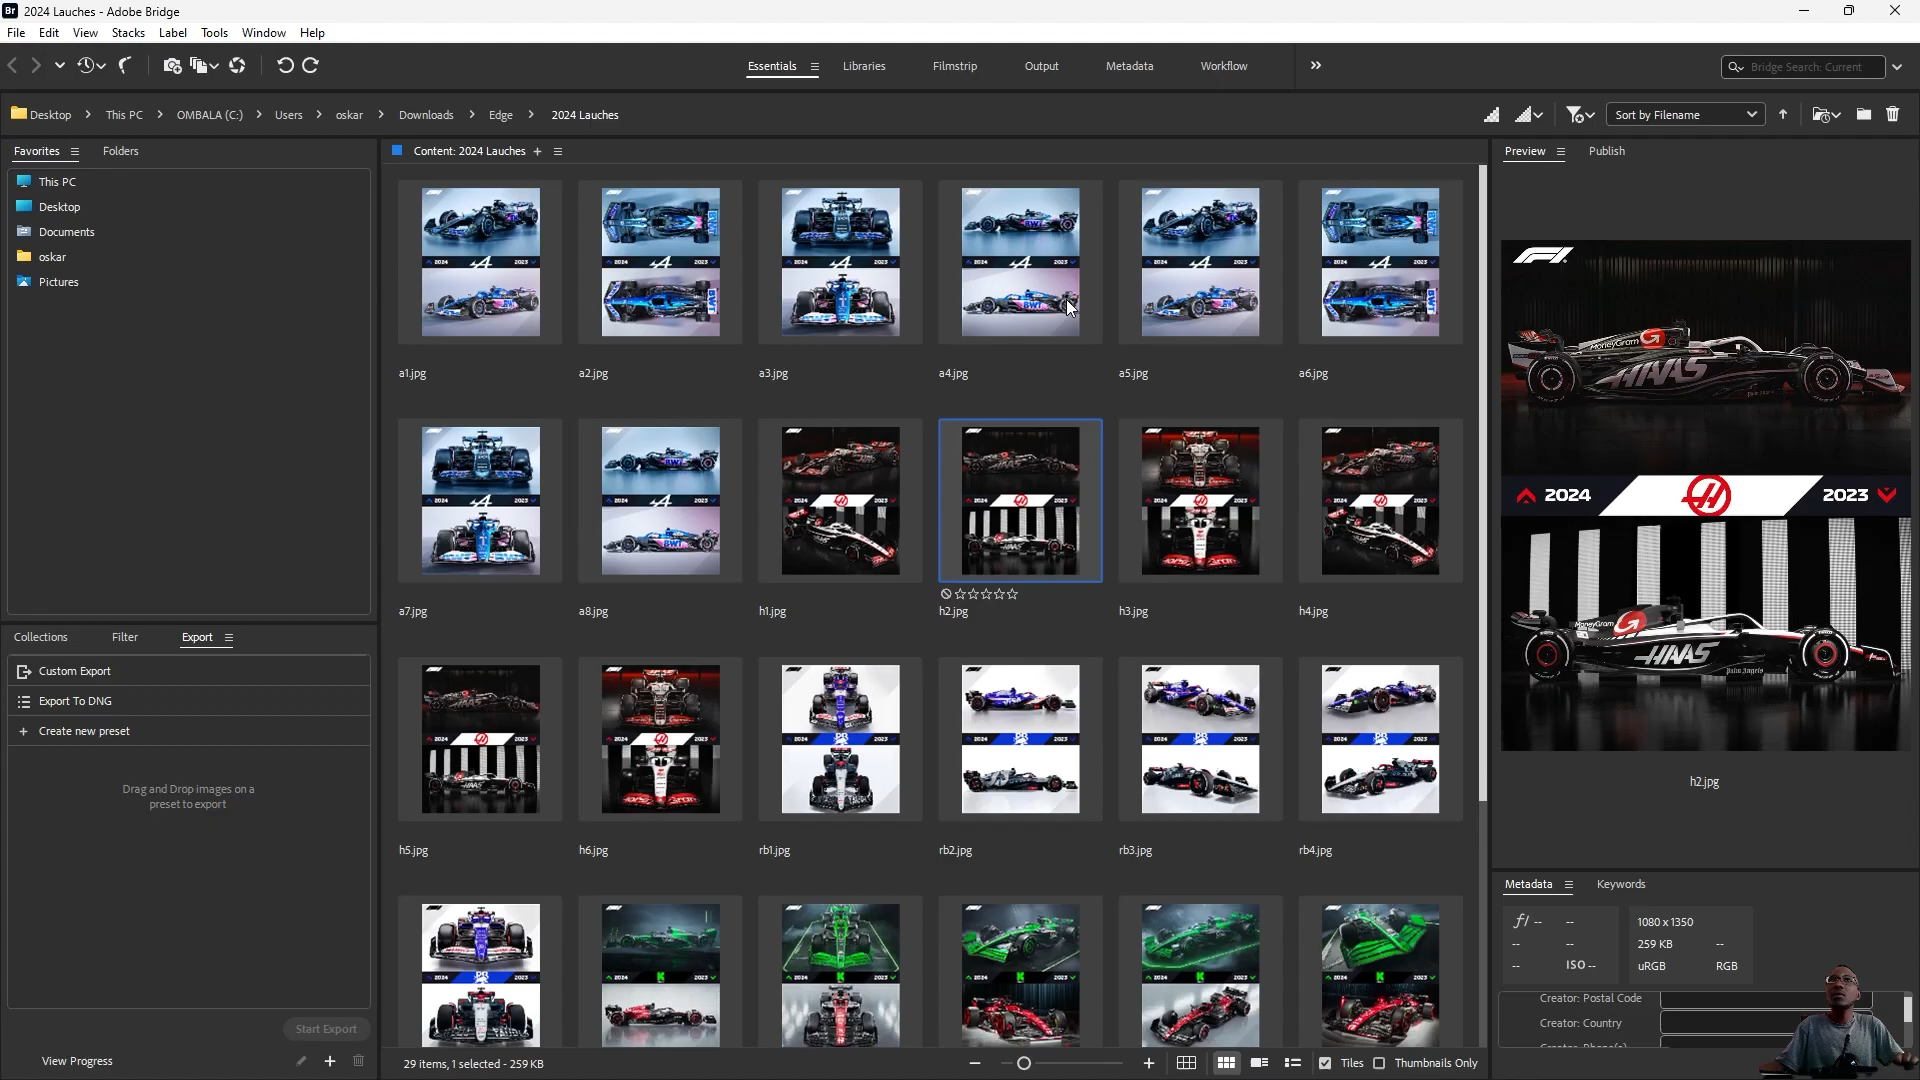 Br 2024 Lauches - Adobe Bridge
File Edit View Stacks Label Tools Window Help
Essentials Libraries Filmstrip Output Metadata Workflow
Bridge Search: Current
Desktop This PC OMBALA (C:) Users oskar Downloads Edge 2024 Lauches
Sort by Filename
Favorites Folders
This PC
Desktop
Documents
oskar
Pictures
Collections Filter Export
Custom Export
Export To DNG
+ Create new preset
Drag and Drop images on a
preset to export
Start Export
View Progress
Content: 2024 Lauches
a1.jpg a2.jpg a3.jpg a4.jpg a5.jpg a6.jpg
a7.jpg a8.jpg h1.jpg h2.jpg h3.jpg h4.jpg
h5.jpg h6.jpg rb1.jpg rb2.jpg rb3.jpg rb4.jpg
29 items, 1 selected - 259 KB
Tiles Thumbnails Only
Preview Publish
MoneyGram
HAAS
2024 2023
MoneyGram
HAAS
Palm Angels
h2.jpg
Metadata Keywords
f/ -- --
-- --
-- ISO --
1080 x 1350
259 KB --
uRGB RGB
Creator: Postal Code
Creator: Country